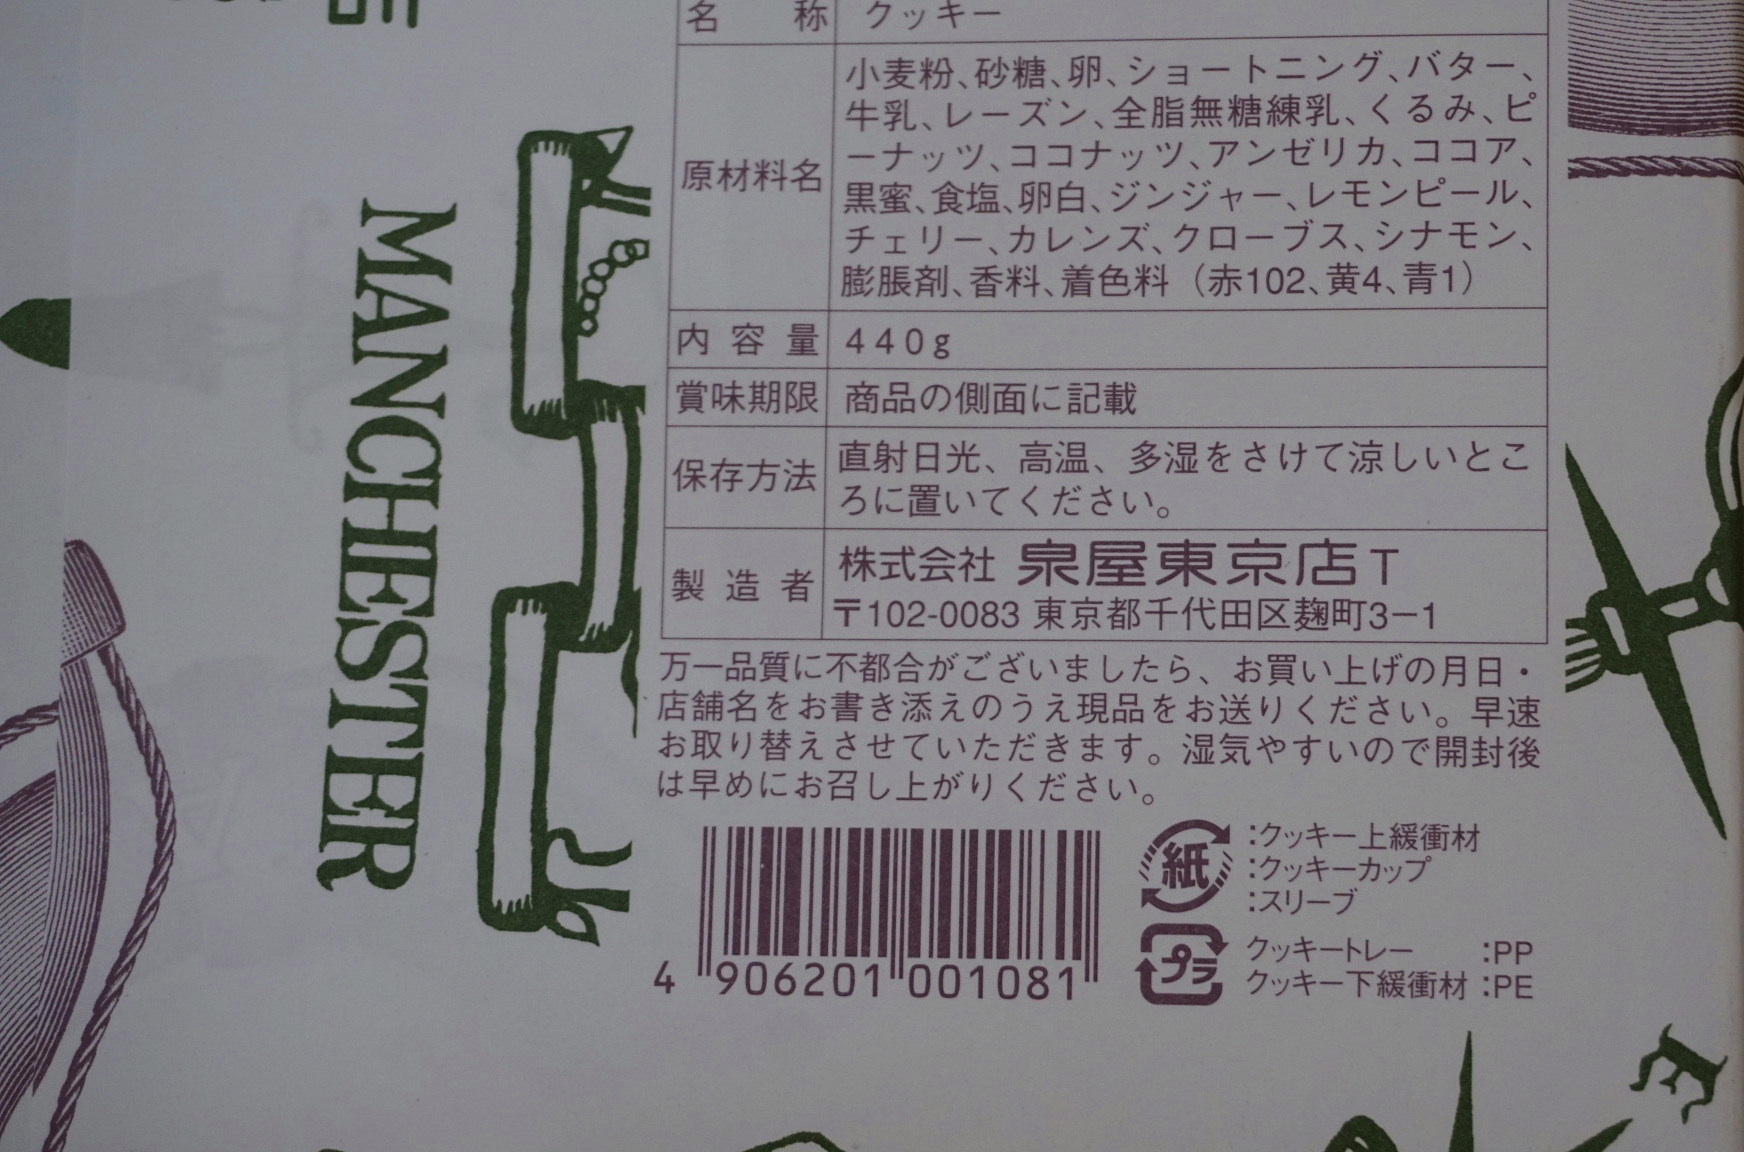 名称 クッキー
原材料名
小麦粉、砂糖、卵、ショートニング、バター、
牛乳、レーズン、全脂無糖練乳、くるみ、ピ
ーナッツ、ココナッツ、アンゼリカ、ココア、
黒蜜、食塩、卵白、ジンジャー、レモンピール、
チェリー、カレンズ、クローブス、シナモン、
膨脹剤、香料、着色料（赤102、黄4、青1）
内容量 440g
賞味期限 商品の側面に記載
保存方法
直射日光、高温、多湿をさけて涼しいとこ
ろに置いてください。
製造者
株式会社 泉屋東京店T
〒102-0083 東京都千代田区麹町3−1
万一品質に不都合がございましたら、お買い上げの月日・
店舗名をお書き添えのうえ現品をお送りください。早速
お取り替えさせていただきます。湿気やすいので開封後
は早めにお召し上がりください。
4 906201 001081
紙
:クッキー上緩衝材
:クッキーカップ
:スリーブ
プラ
クッキートレー :PP
クッキー下緩衝材 :PE
MANCHESTER
E